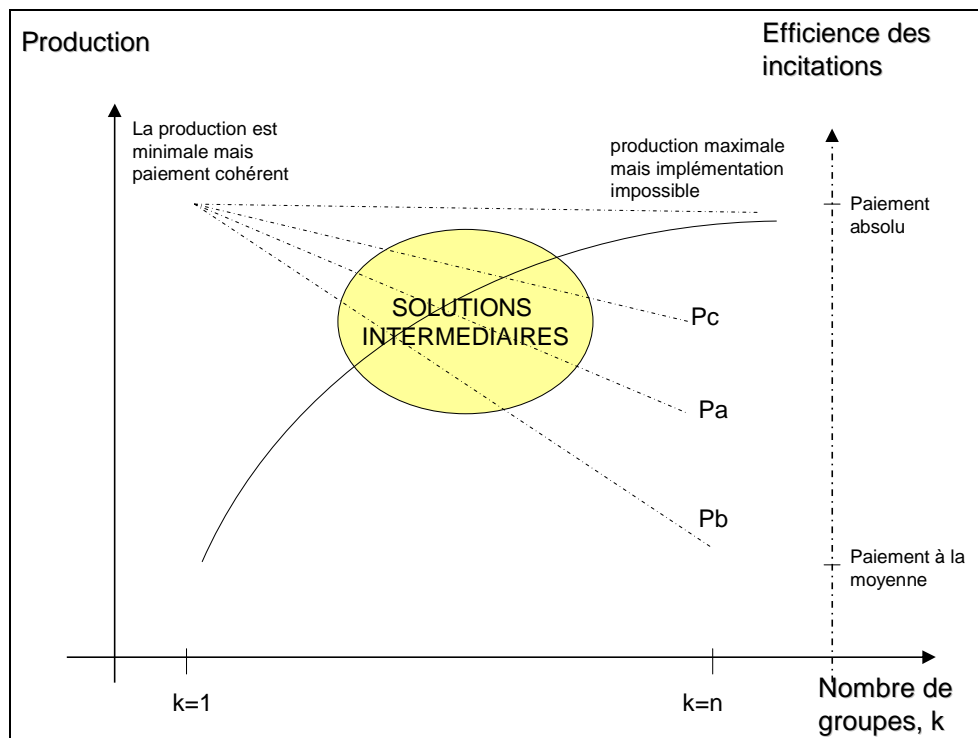 Production
Efficience des
incitations
La production est
minimale mais
paiement cohérent
production maximale
mais implémentation
impossible
Paiement
absolu
SOLUTIONS
INTERMEDIAIRES
Pc
Pa
Pb
Paiement à la
moyenne
k=1
k=n
Nombre de
groupes, k